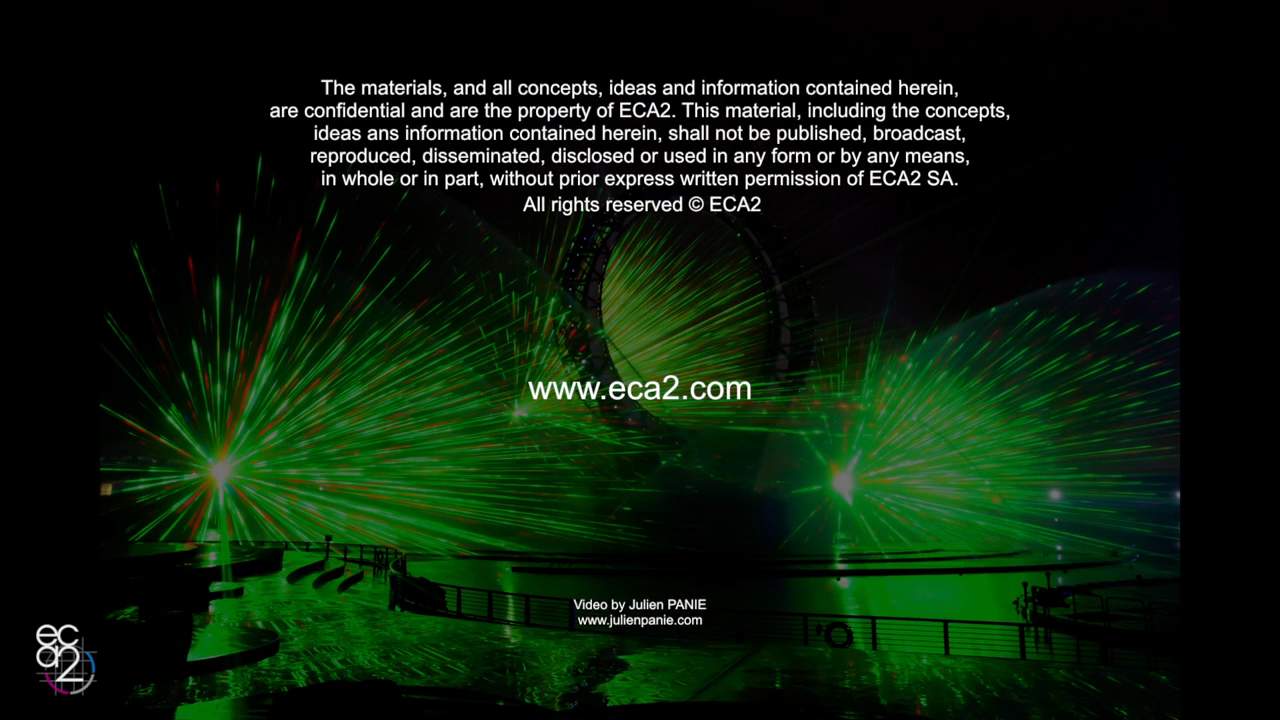 The materials, and all concepts, ideas and information contained herein,
are confidential and are the property of ECA2. This material, including the concepts,
ideas ans information contained herein, shall not be published, broadcast,
reproduced, disseminated, disclosed or used in any form or by any means,
in whole or in part, without prior express written permission of ECA2 SA.
All rights reserved © ECA2
www.eca2.com
Video by Julien PANIE
www.julienpanie.com
eca2